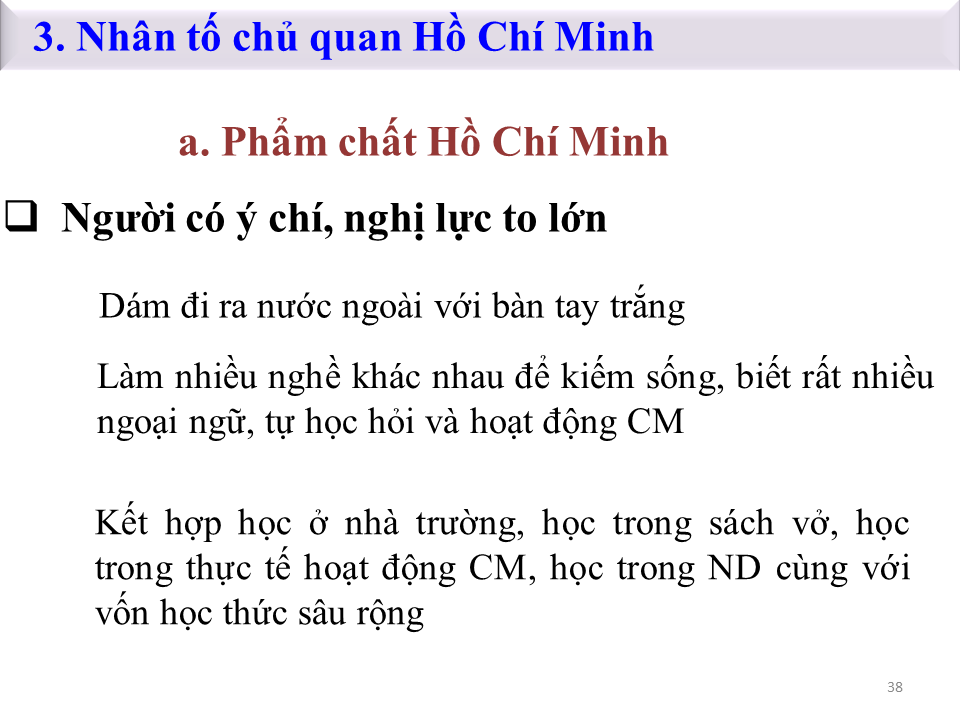 3. Nhân tố chủ quan Hồ Chí Minh
a. Phẩm chất Hồ Chí Minh
Người có ý chí, nghị lực to lớn
Dám đi ra nước ngoài với bàn tay trắng
Làm nhiều nghề khác nhau để kiếm sống, biết rất nhiều
ngoại ngữ, tự học hỏi và hoạt động CM
Kết hợp học ở nhà trường, học trong sách vở, học
trong thực tế hoạt động CM, học trong ND cùng với
vốn học thức sâu rộng
38